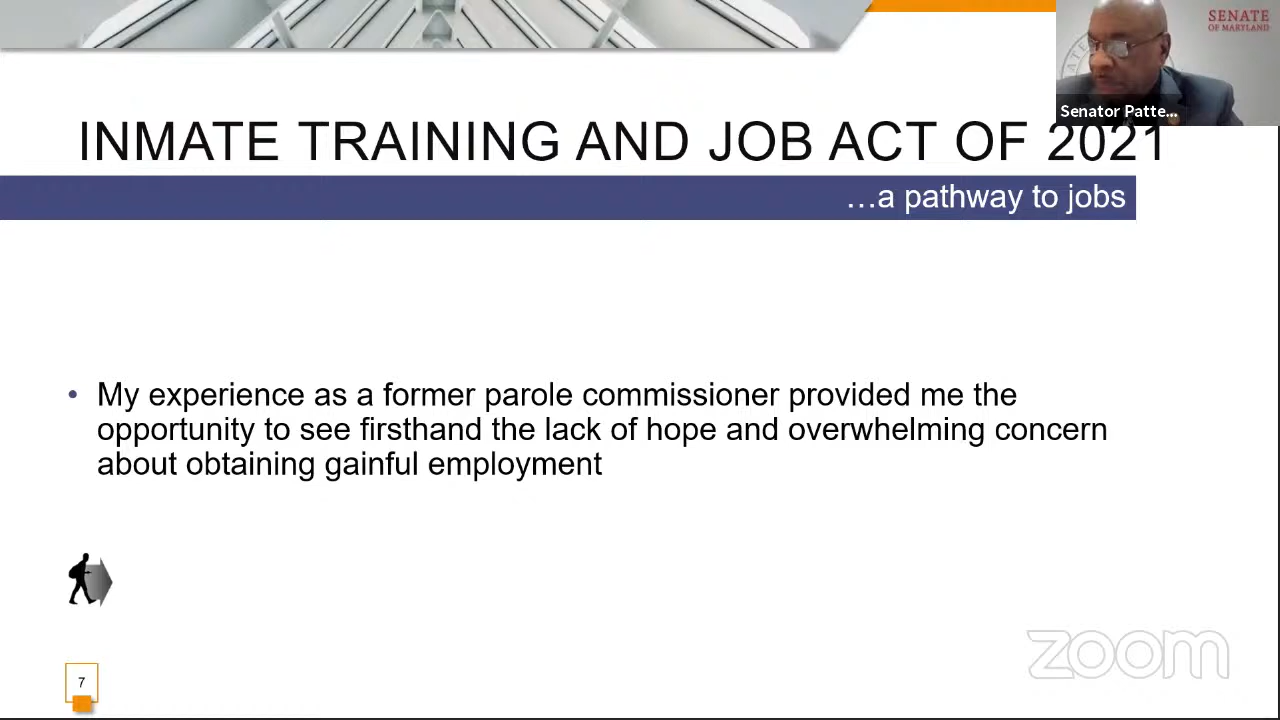 SENATE
OF MARYLAND
Senator Patte...
INMATE TRAINING AND JOB ACT OF 2021
...a pathway to jobs
• My experience as a former parole commissioner provided me the
opportunity to see firsthand the lack of hope and overwhelming concern
about obtaining gainful employment
zoom
7